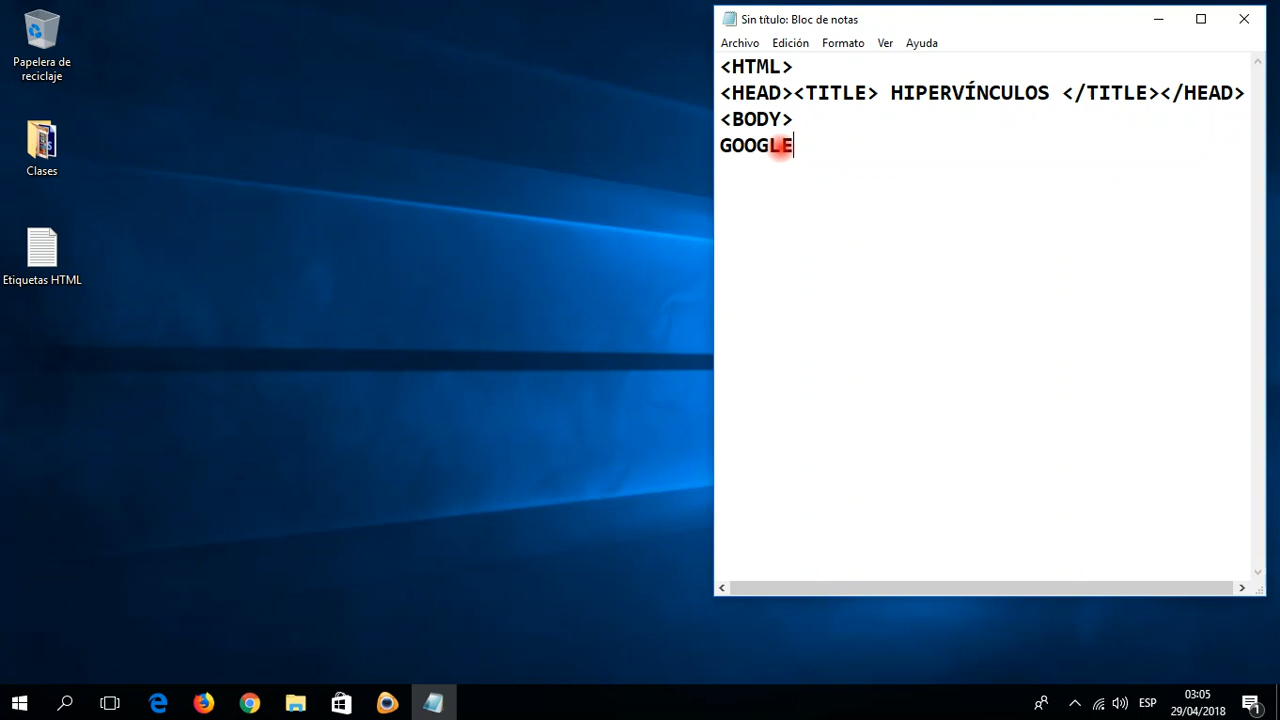 Papelera de
reciclaje
Clases
Etiquetas HTML
Sin título: Bloc de notas
Archivo Edición Formato Ver Ayuda
<HTML>
<HEAD><TITLE> HIPERVÍNCULOS </TITLE></HEAD>
<BODY>
GOOGLE
ESP
03:05
29/04/2018
1